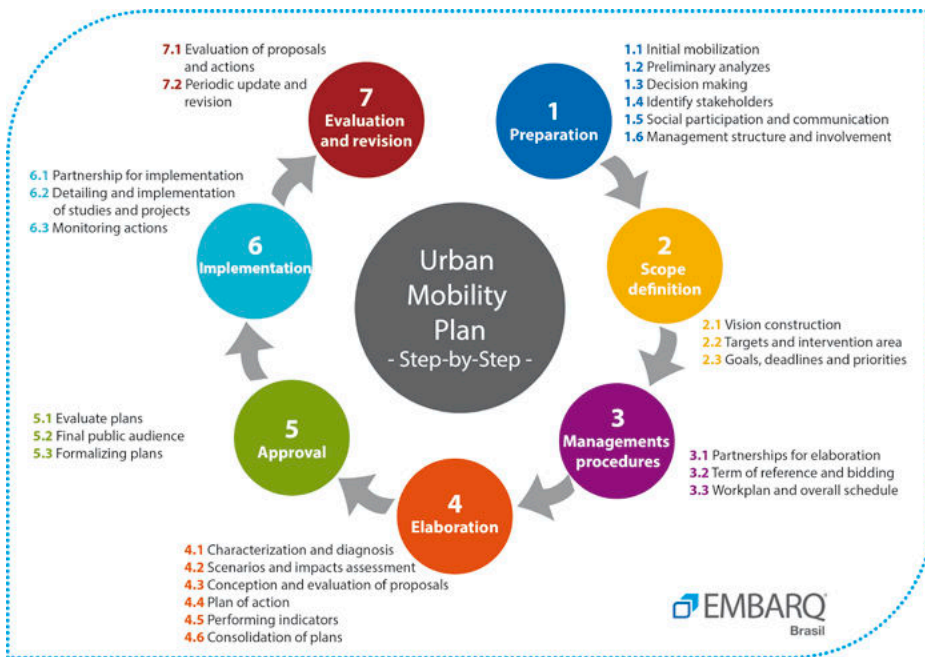 Urban
Mobility
Plan
- Step-by-Step -
1
Preparation
1.1 Initial mobilization
1.2 Preliminary analyzes
1.3 Decision making
1.4 Identify stakeholders
1.5 Social participation and communication
1.6 Management structure and involvement
2
Scope
definition
2.1 Vision construction
2.2 Targets and intervention area
2.3 Goals, deadlines and priorities
3
Managements
procedures
3.1 Partnerships for elaboration
3.2 Term of reference and bidding
3.3 Workplan and overall schedule
4
Elaboration
4.1 Characterization and diagnosis
4.2 Scenarios and impacts assessment
4.3 Conception and evaluation of proposals
4.4 Plan of action
4.5 Performing indicators
4.6 Consolidation of plans
5
Approval
5.1 Evaluate plans
5.2 Final public audience
5.3 Formalizing plans
6
Implementation
6.1 Partnership for implementation
6.2 Detailing and implementation
of studies and projects
6.3 Monitoring actions
7
Evaluation
and revision
7.1 Evaluation of proposals
and actions
7.2 Periodic update and
revision
EMBARQ®
Brasil